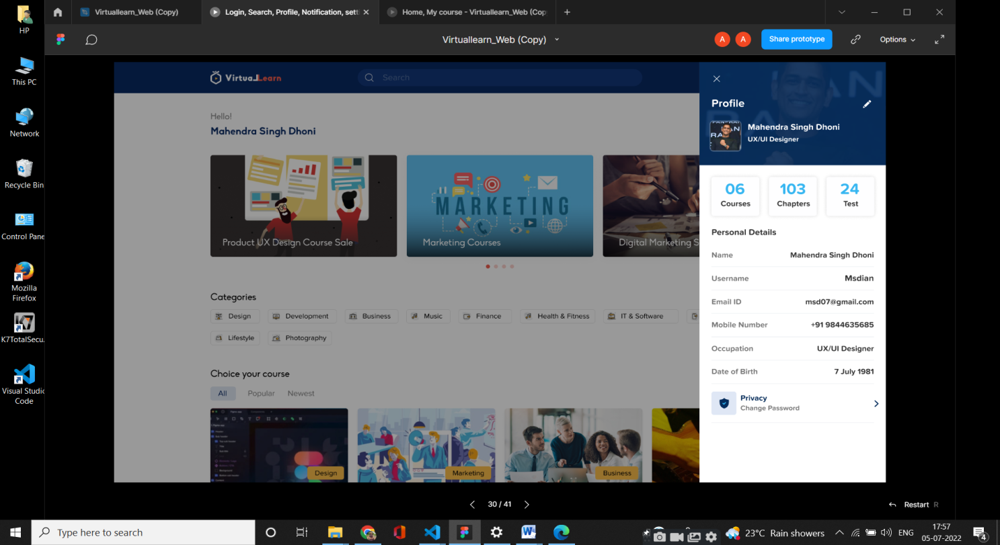 HP
This PC
Network
Recycle Bin
Control Pane
Mozilla
Firefox
K7TotalSecu
Visual Studio
Code
Virtuallearn_Web (Copy)
Login, Search, Profile, Notification, sett
Home, My course - Virtuallearn_Web (Cop
Virtuallearn_Web (Copy)
A
A
Share prototype
Options
VirtualLearn
Search
Hello!
Mahendra Singh Dhoni
Product UX Design Course Sale
MARKETING
Marketing Courses
Digital Marketing S
Categories
Design
Development
Business
Music
Finance
Health & Fitness
IT & Software
Lifestyle
Photography
Choice your course
All
Popular
Newest
Design
Marketing
Business
Profile
Mahendra Singh Dhoni
UX/UI Designer
06
Courses
103
Chapters
24
Test
Personal Details
Name Mahendra Singh Dhoni
Username Msdian
Email ID msd07@gmail.com
Mobile Number +91 9844635685
Occupation UX/UI Designer
Date of Birth 7 July 1981
Privacy
Change Password
30 / 41
Restart R
Type here to search
23°C Rain showers
ENG
17:57
05-07-2022
4